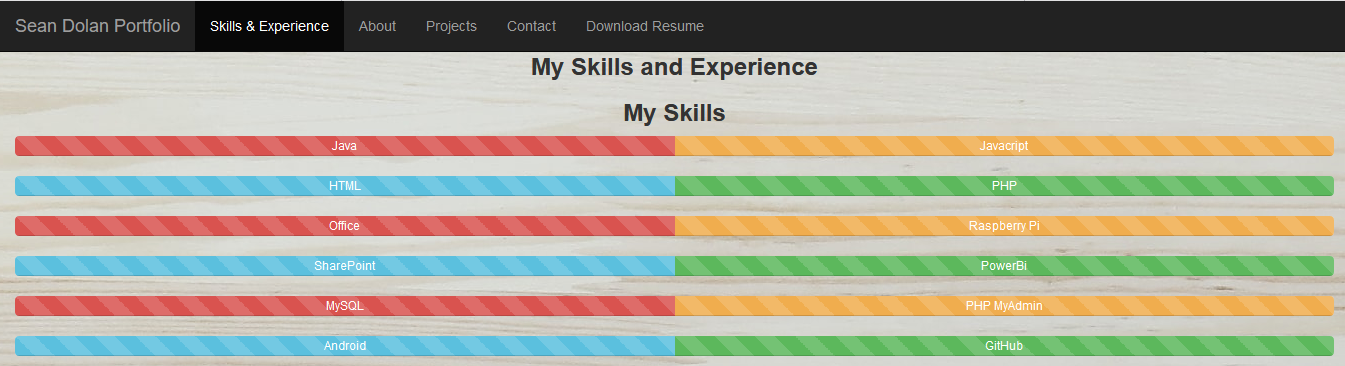 Sean Dolan Portfolio Skills & Experience About Projects Contact Download Resume
My Skills and Experience
My Skills
Java Javacript
HTML PHP
Office Raspberry Pi
SharePoint PowerBi
MySQL PHP MyAdmin
Android GitHub